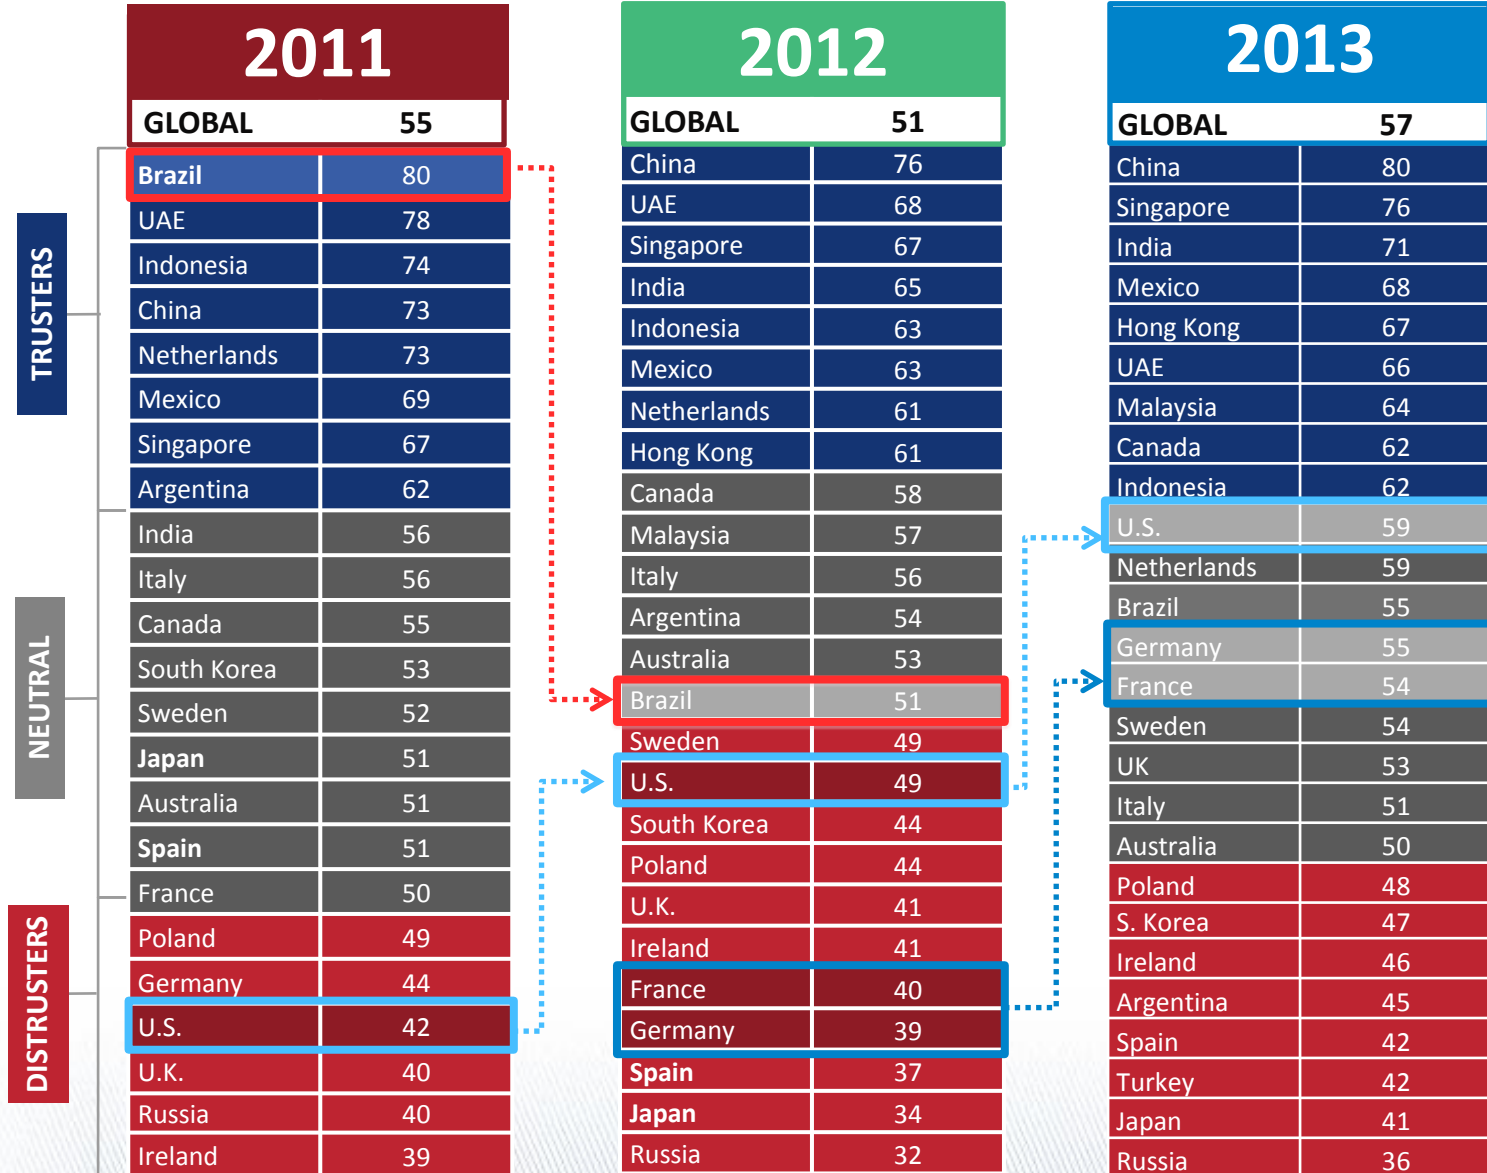 2011
GLOBAL 55
Brazil 80
UAE 78
Indonesia 74
China 73
Netherlands 73
Mexico 69
Singapore 67
Argentina 62
India 56
Italy 56
Canada 55
South Korea 53
Sweden 52
Japan 51
Australia 51
Spain 51
France 50
Poland 49
Germany 44
U.S. 42
U.K. 40
Russia 40
Ireland 39
TRUSTERS
NEUTRAL
DISTRUSTERS
2012
GLOBAL 51
China 76
UAE 68
Singapore 67
India 65
Indonesia 63
Mexico 63
Netherlands 61
Hong Kong 61
Canada 58
Malaysia 57
Italy 56
Argentina 54
Australia 53
Brazil 51
Sweden 49
U.S. 49
South Korea 44
Poland 44
U.K. 41
Ireland 41
France 40
Germany 39
Spain 37
Japan 34
Russia 32
2013
GLOBAL 57
China 80
Singapore 76
India 71
Mexico 68
Hong Kong 67
UAE 66
Malaysia 64
Canada 62
Indonesia 62
U.S. 59
Netherlands 59
Brazil 55
Germany 55
France 54
Sweden 54
UK 53
Italy 51
Australia 50
Poland 48
S. Korea 47
Ireland 46
Argentina 45
Spain 42
Turkey 42
Japan 41
Russia 36